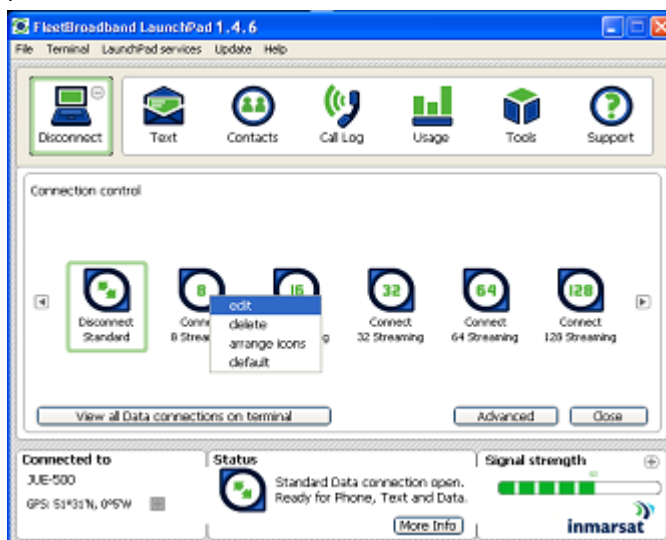 FleetBroadband LaunchPad 1.4.6
File Terminal LaunchPad services Update Help
Disconnect Text Contacts Call Log Usage Tools Support
Connection control
8 16 32 64 128
Disconnect Standard
Connect 32 Streaming
Connect 64 Streaming
Connect 128 Streaming
edit
delete
arrange icons
default
View all Data connections on terminal Advanced Close
Connected to
JUE-500
GPS: 51°31'N, 0°5'W
Status
Standard Data connection open.
Ready for Phone, Text and Data.
More Info
Signal strength
inmarsat